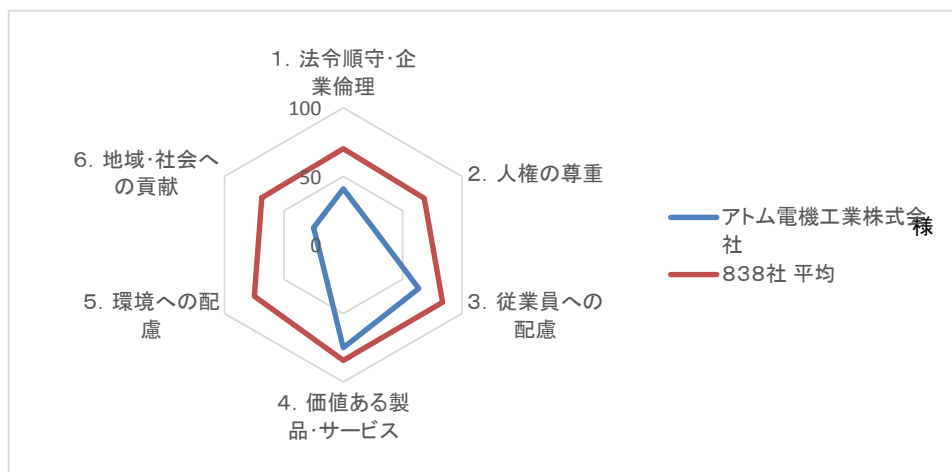 1. 法令順守･企
業倫理
100
6. 地域･社会へ
の貢献
50
2. 人権の尊重
0
5. 環境への配
慮
3. 従業員への
配慮
4. 価値ある製
品･サービス
アトム電機工業株式会
社
様
838社 平均